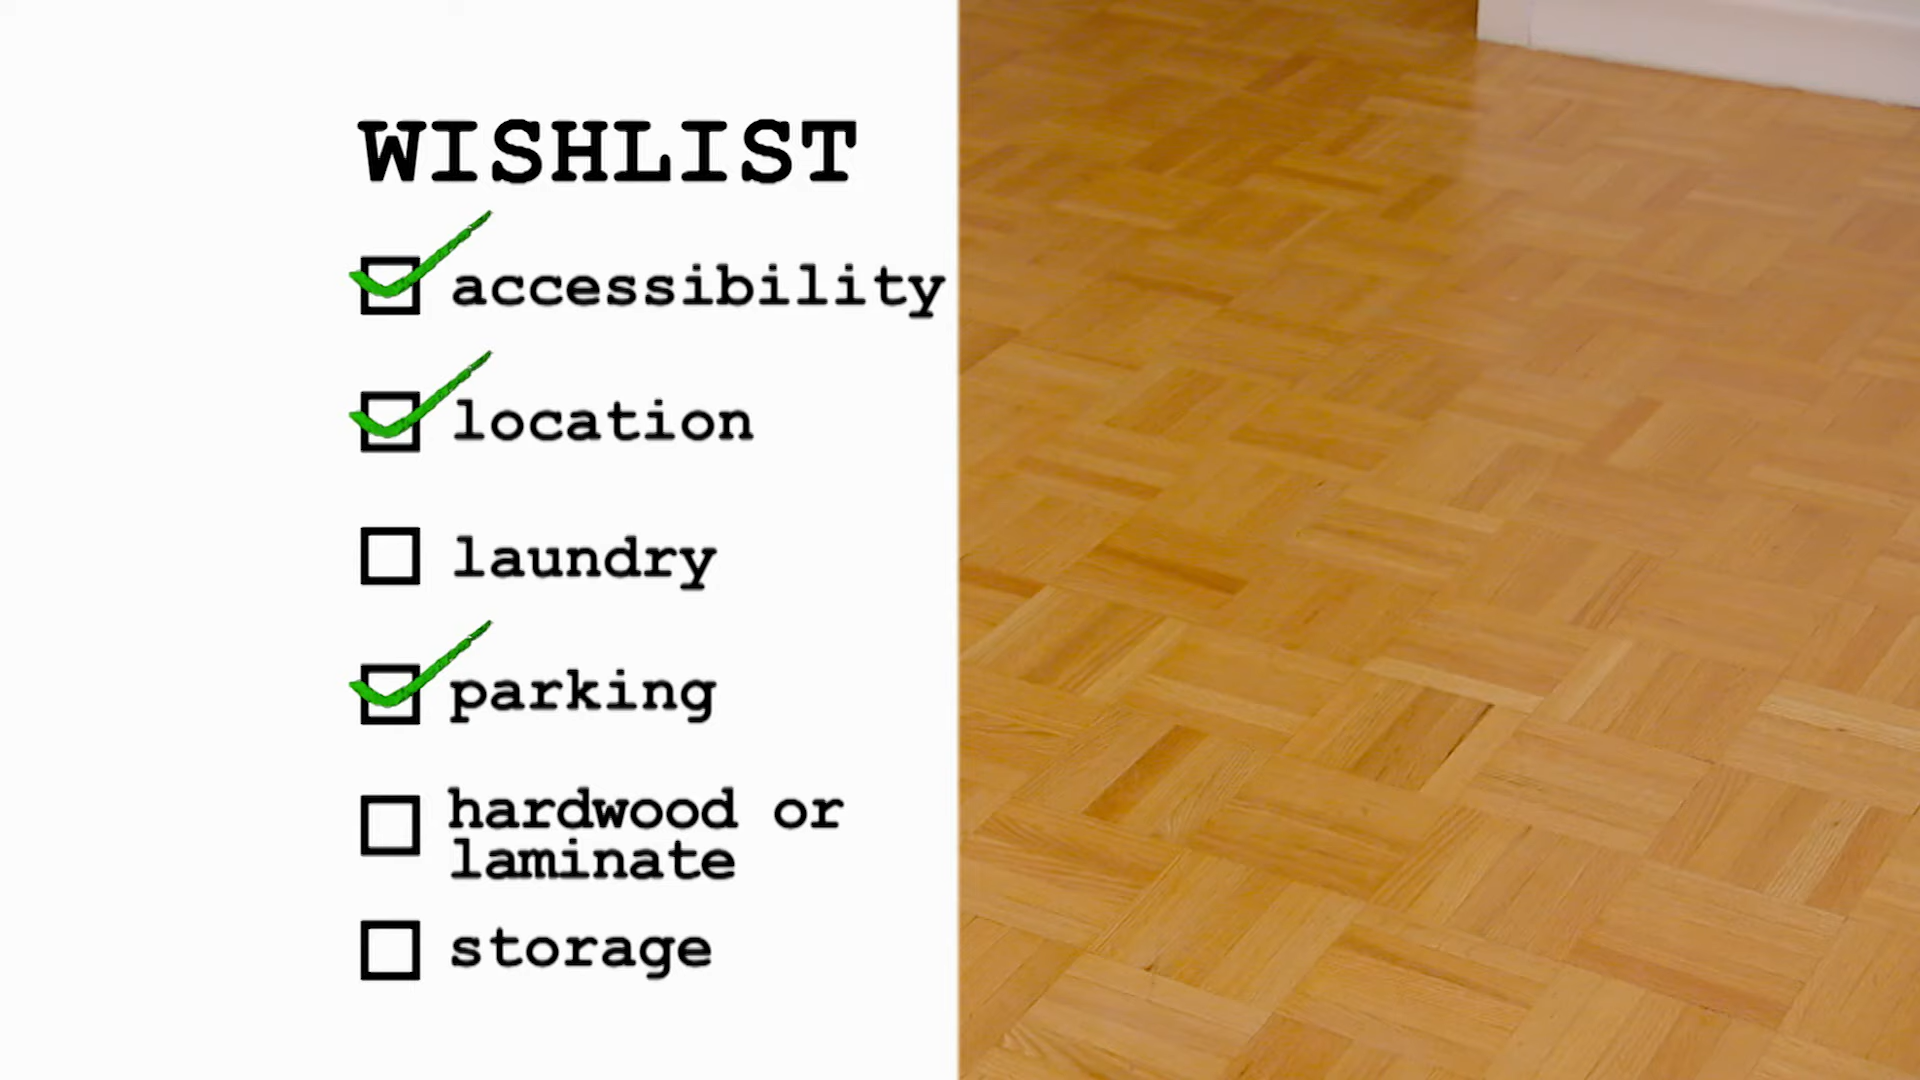 WISHLIST
accessibility
location
laundry
parking
hardwood or
laminate
storage